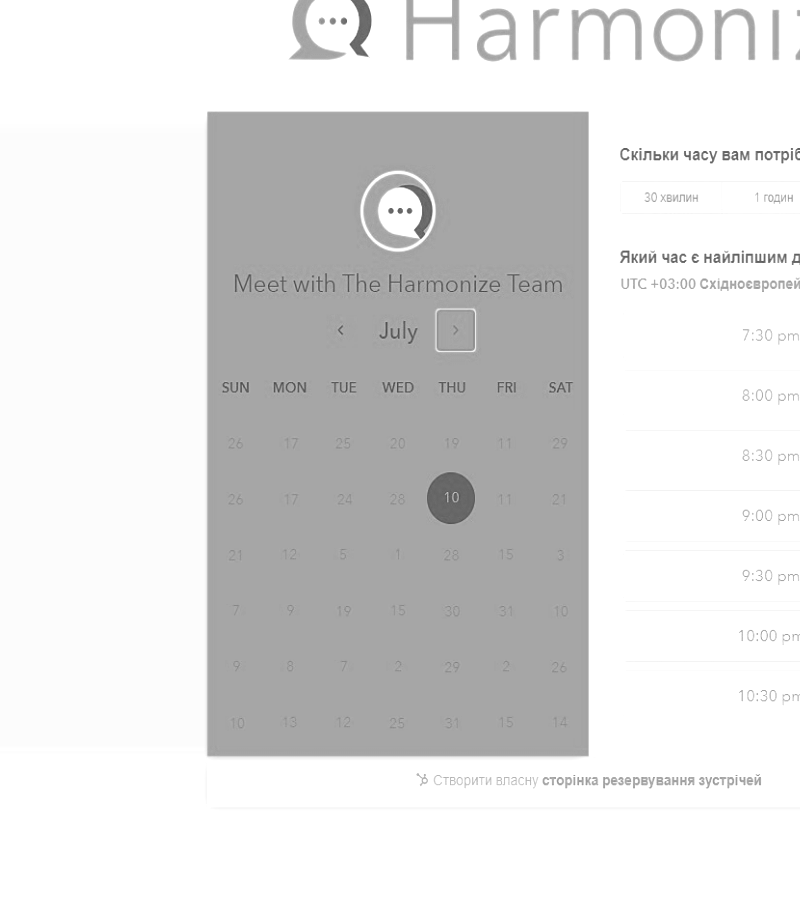 Harmoniz
Meet with The Harmonize Team
July
SUN MON TUE WED THU FRI SAT
26 17 25 20 19 11 29
26 17 24 28 10 11 21
21 12 5 1 28 15 3
7 9 19 15 30 31 10
9 8 7 2 29 2 26
10 13 12 25 31 15 14
Скільки часу вам потріб
30 хвилин 1 годин
Який час є найліпшим д
UTC +03:00 Східноєвропей
7:30 pm
8:00 pm
8:30 pm
9:00 pm
9:30 pm
10:00 pm
10:30 pm
Створити власну сторінка резервування зустрічей